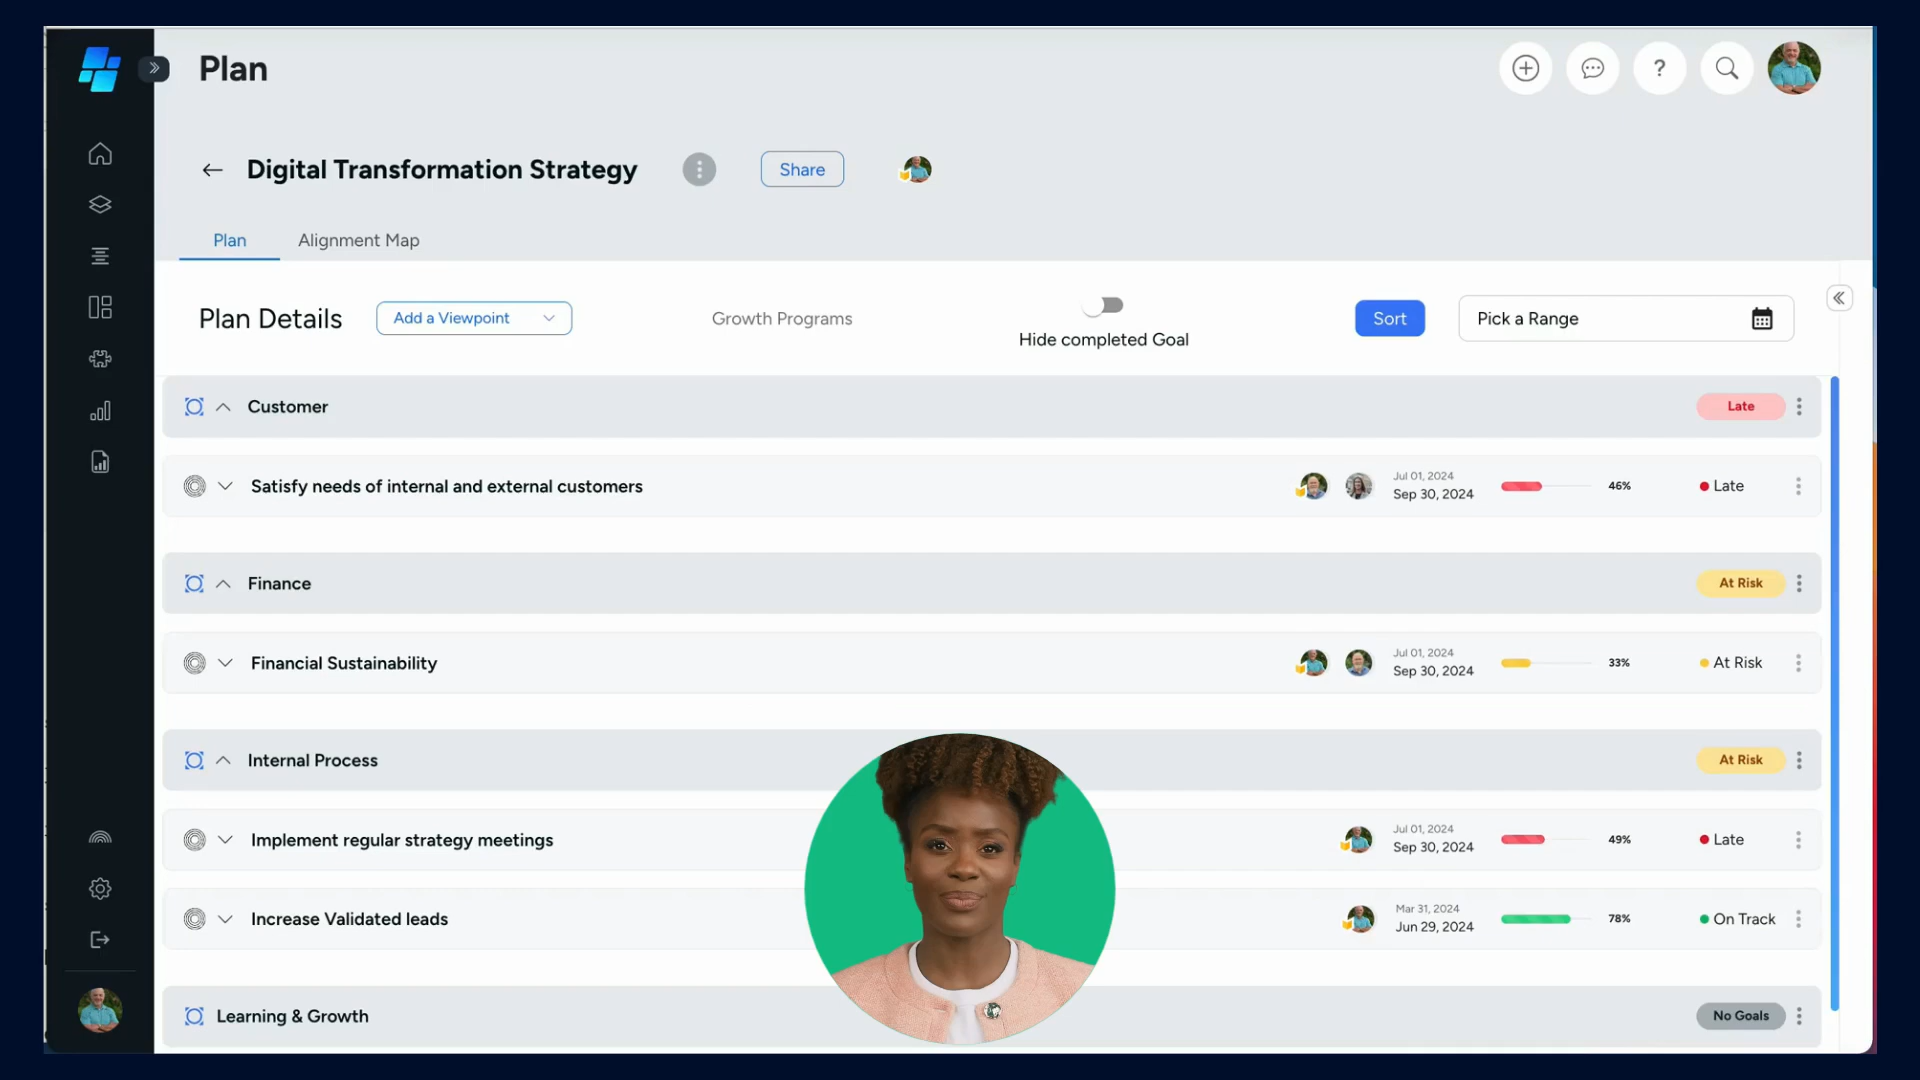 Plan
?
Digital Transformation Strategy
Share
Plan
Alignment Map
Plan Details
Add a Viewpoint
Growth Programs
Hide completed Goal
Sort
Pick a Range
Customer
Late
Satisfy needs of internal and external customers
Jul 01, 2024
Sep 30, 2024
46%
Late
Finance
At Risk
Financial Sustainability
Jul 01, 2024
Sep 30, 2024
33%
At Risk
Internal Process
At Risk
Implement regular strategy meetings
Jul 01, 2024
Sep 30, 2024
49%
Late
Increase Validated leads
Mar 31, 2024
Jun 29, 2024
78%
On Track
Learning & Growth
No Goals